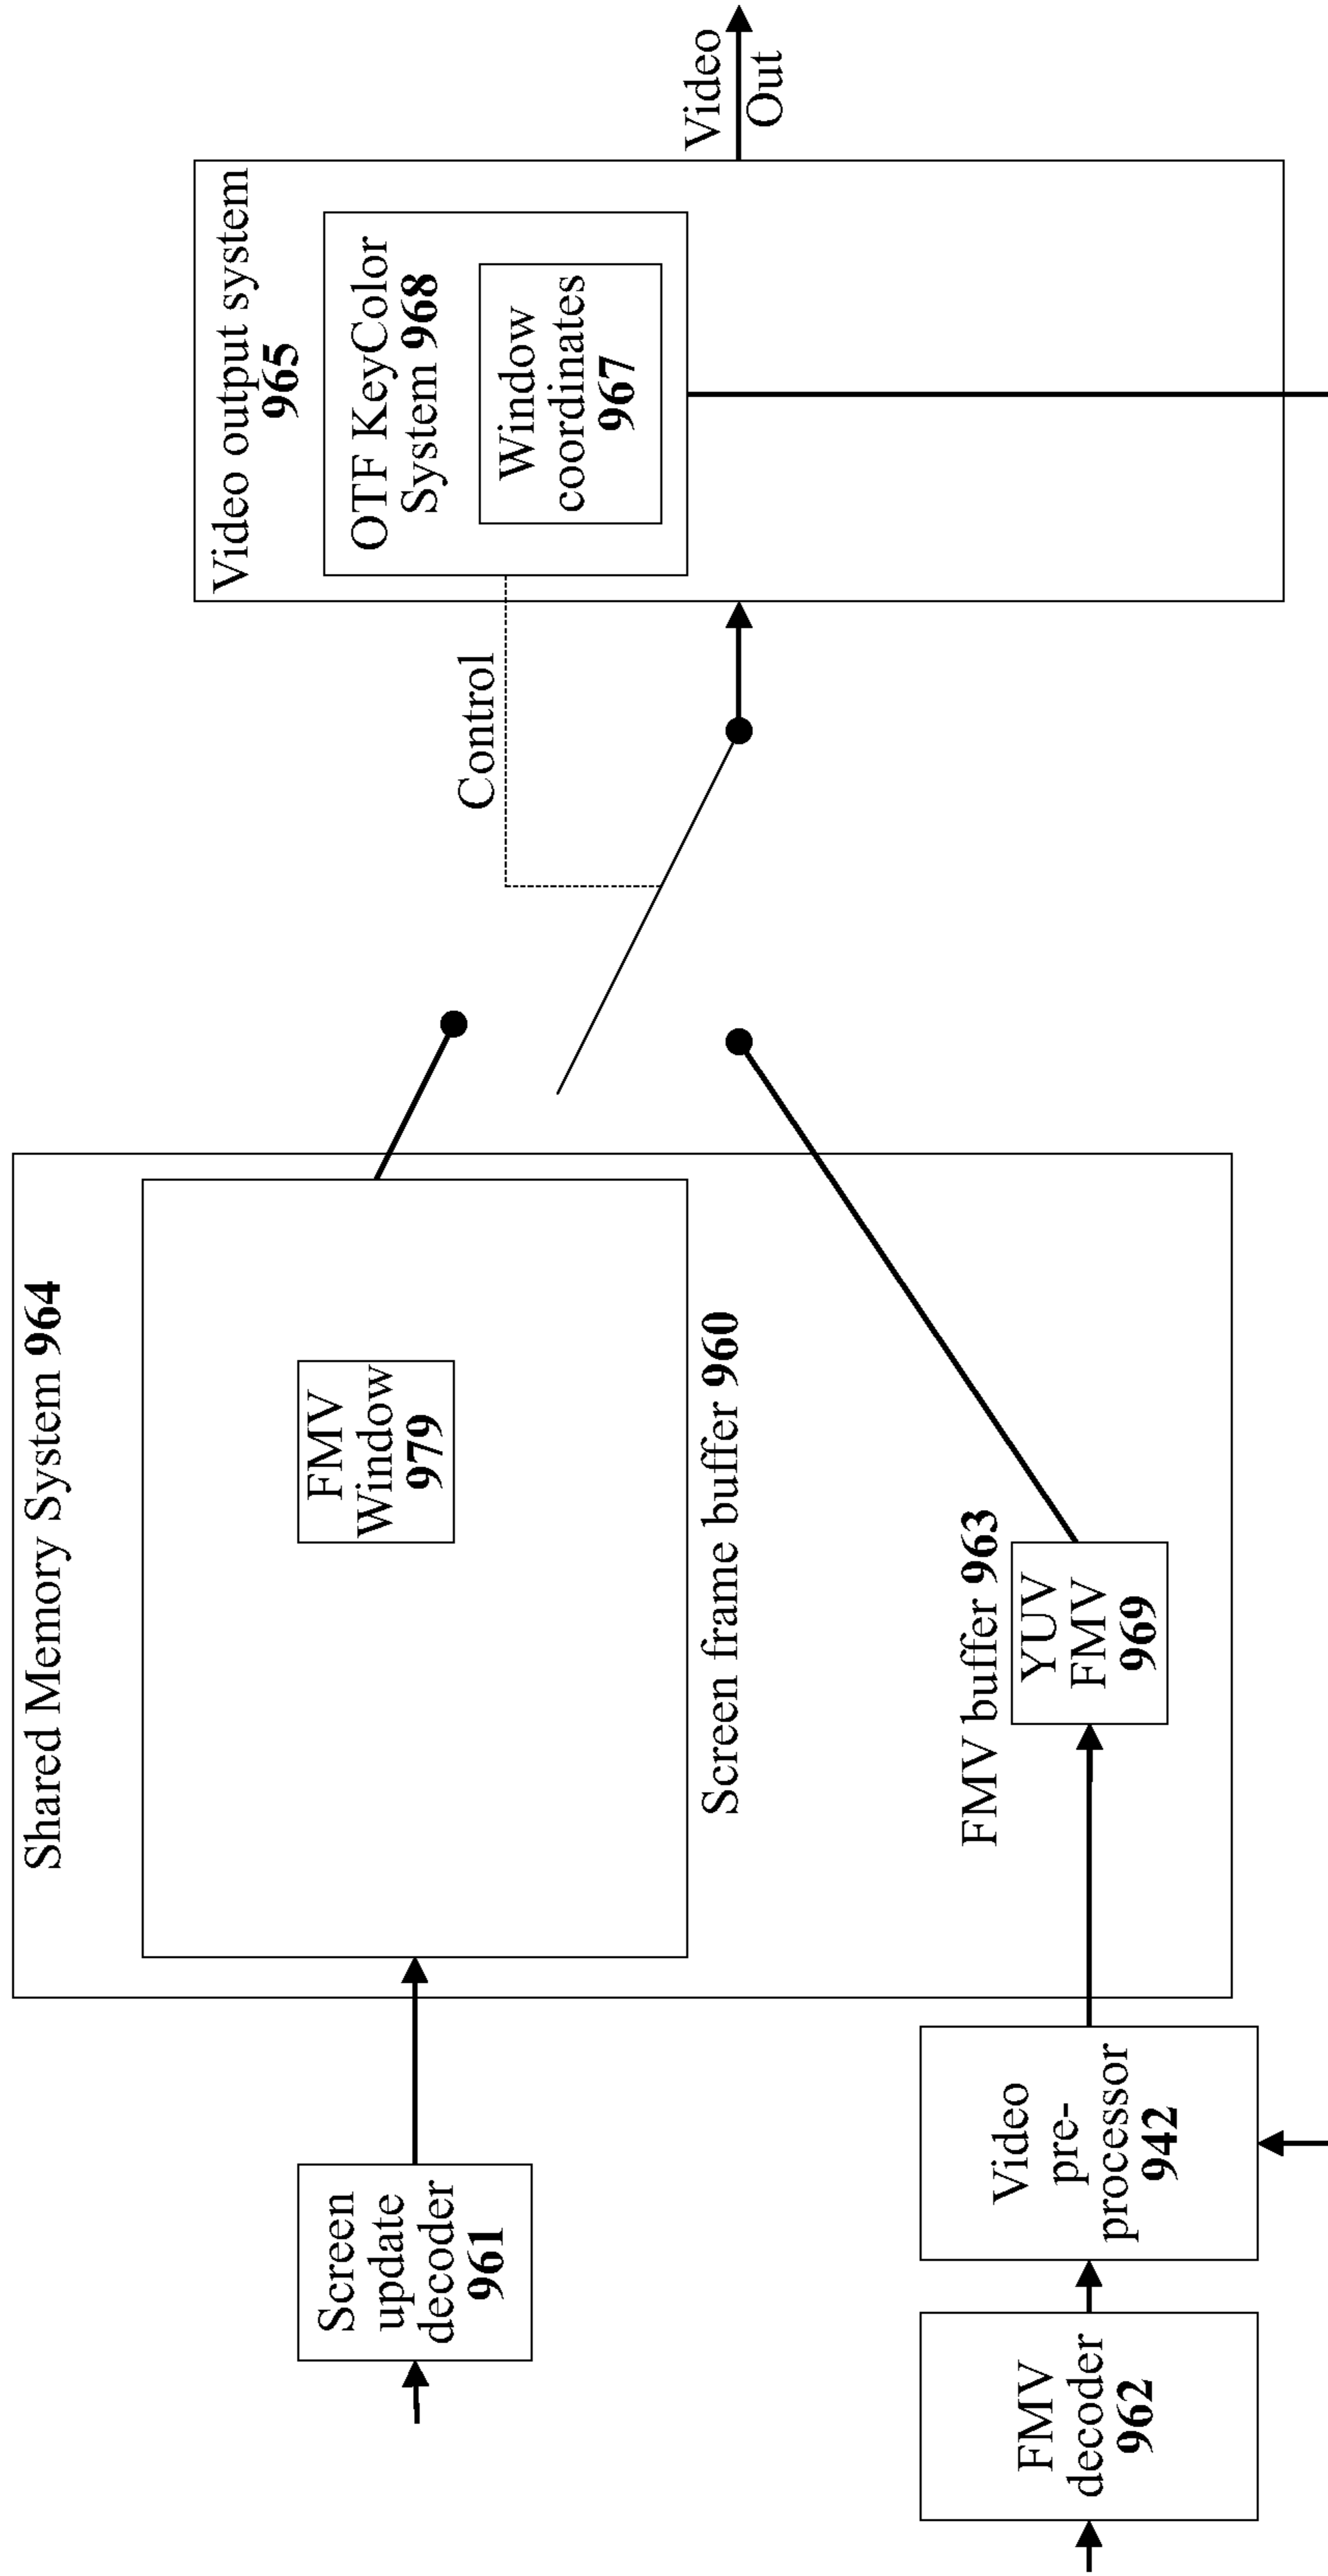 Shared Memory System 964
FMV
Window
979
Screen frame buffer 960
FMV buffer 963
YUV
FMV
969
Screen
update
decoder
961
FMV
decoder
962
Video
pre-
processor
942
Control
Video output system
965
OTF KeyColor
System 968
Window
coordinates
967
Video
Out